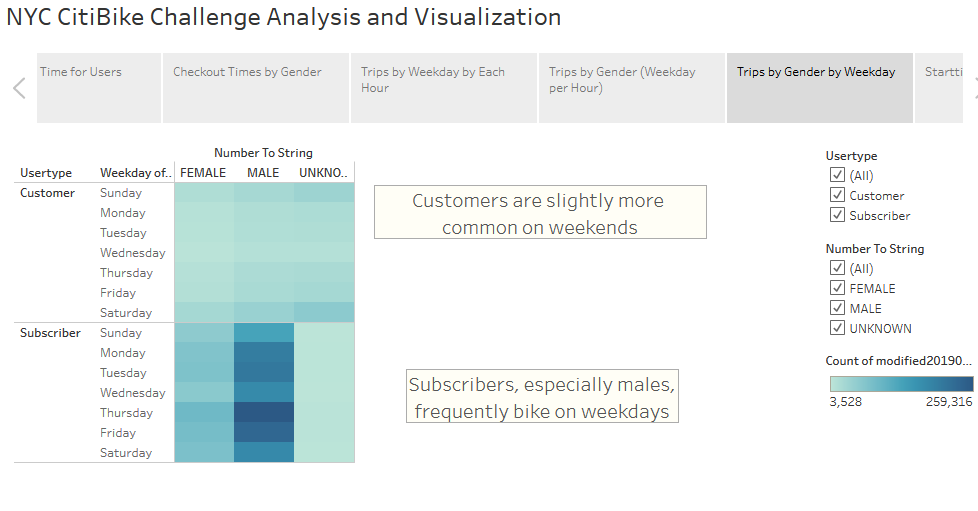 NYC CitiBike Challenge Analysis and Visualization
Time for Users
Checkout Times by Gender
Trips by Weekday by Each
Hour
Trips by Gender (Weekday
per Hour)
Trips by Gender by Weekday
Startti
Number To String
Usertype
Weekday of..
FEMALE
MALE
UNKNO..
Customer
Sunday
Monday
Tuesday
Wednesday
Thursday
Friday
Saturday
Subscriber
Sunday
Monday
Tuesday
Wednesday
Thursday
Friday
Saturday
Customers are slightly more
common on weekends
Subscribers, especially males,
frequently bike on weekdays
Usertype
(All)
Customer
Subscriber
Number To String
(All)
FEMALE
MALE
UNKNOWN
Count of modified20190...
3,528
259,316